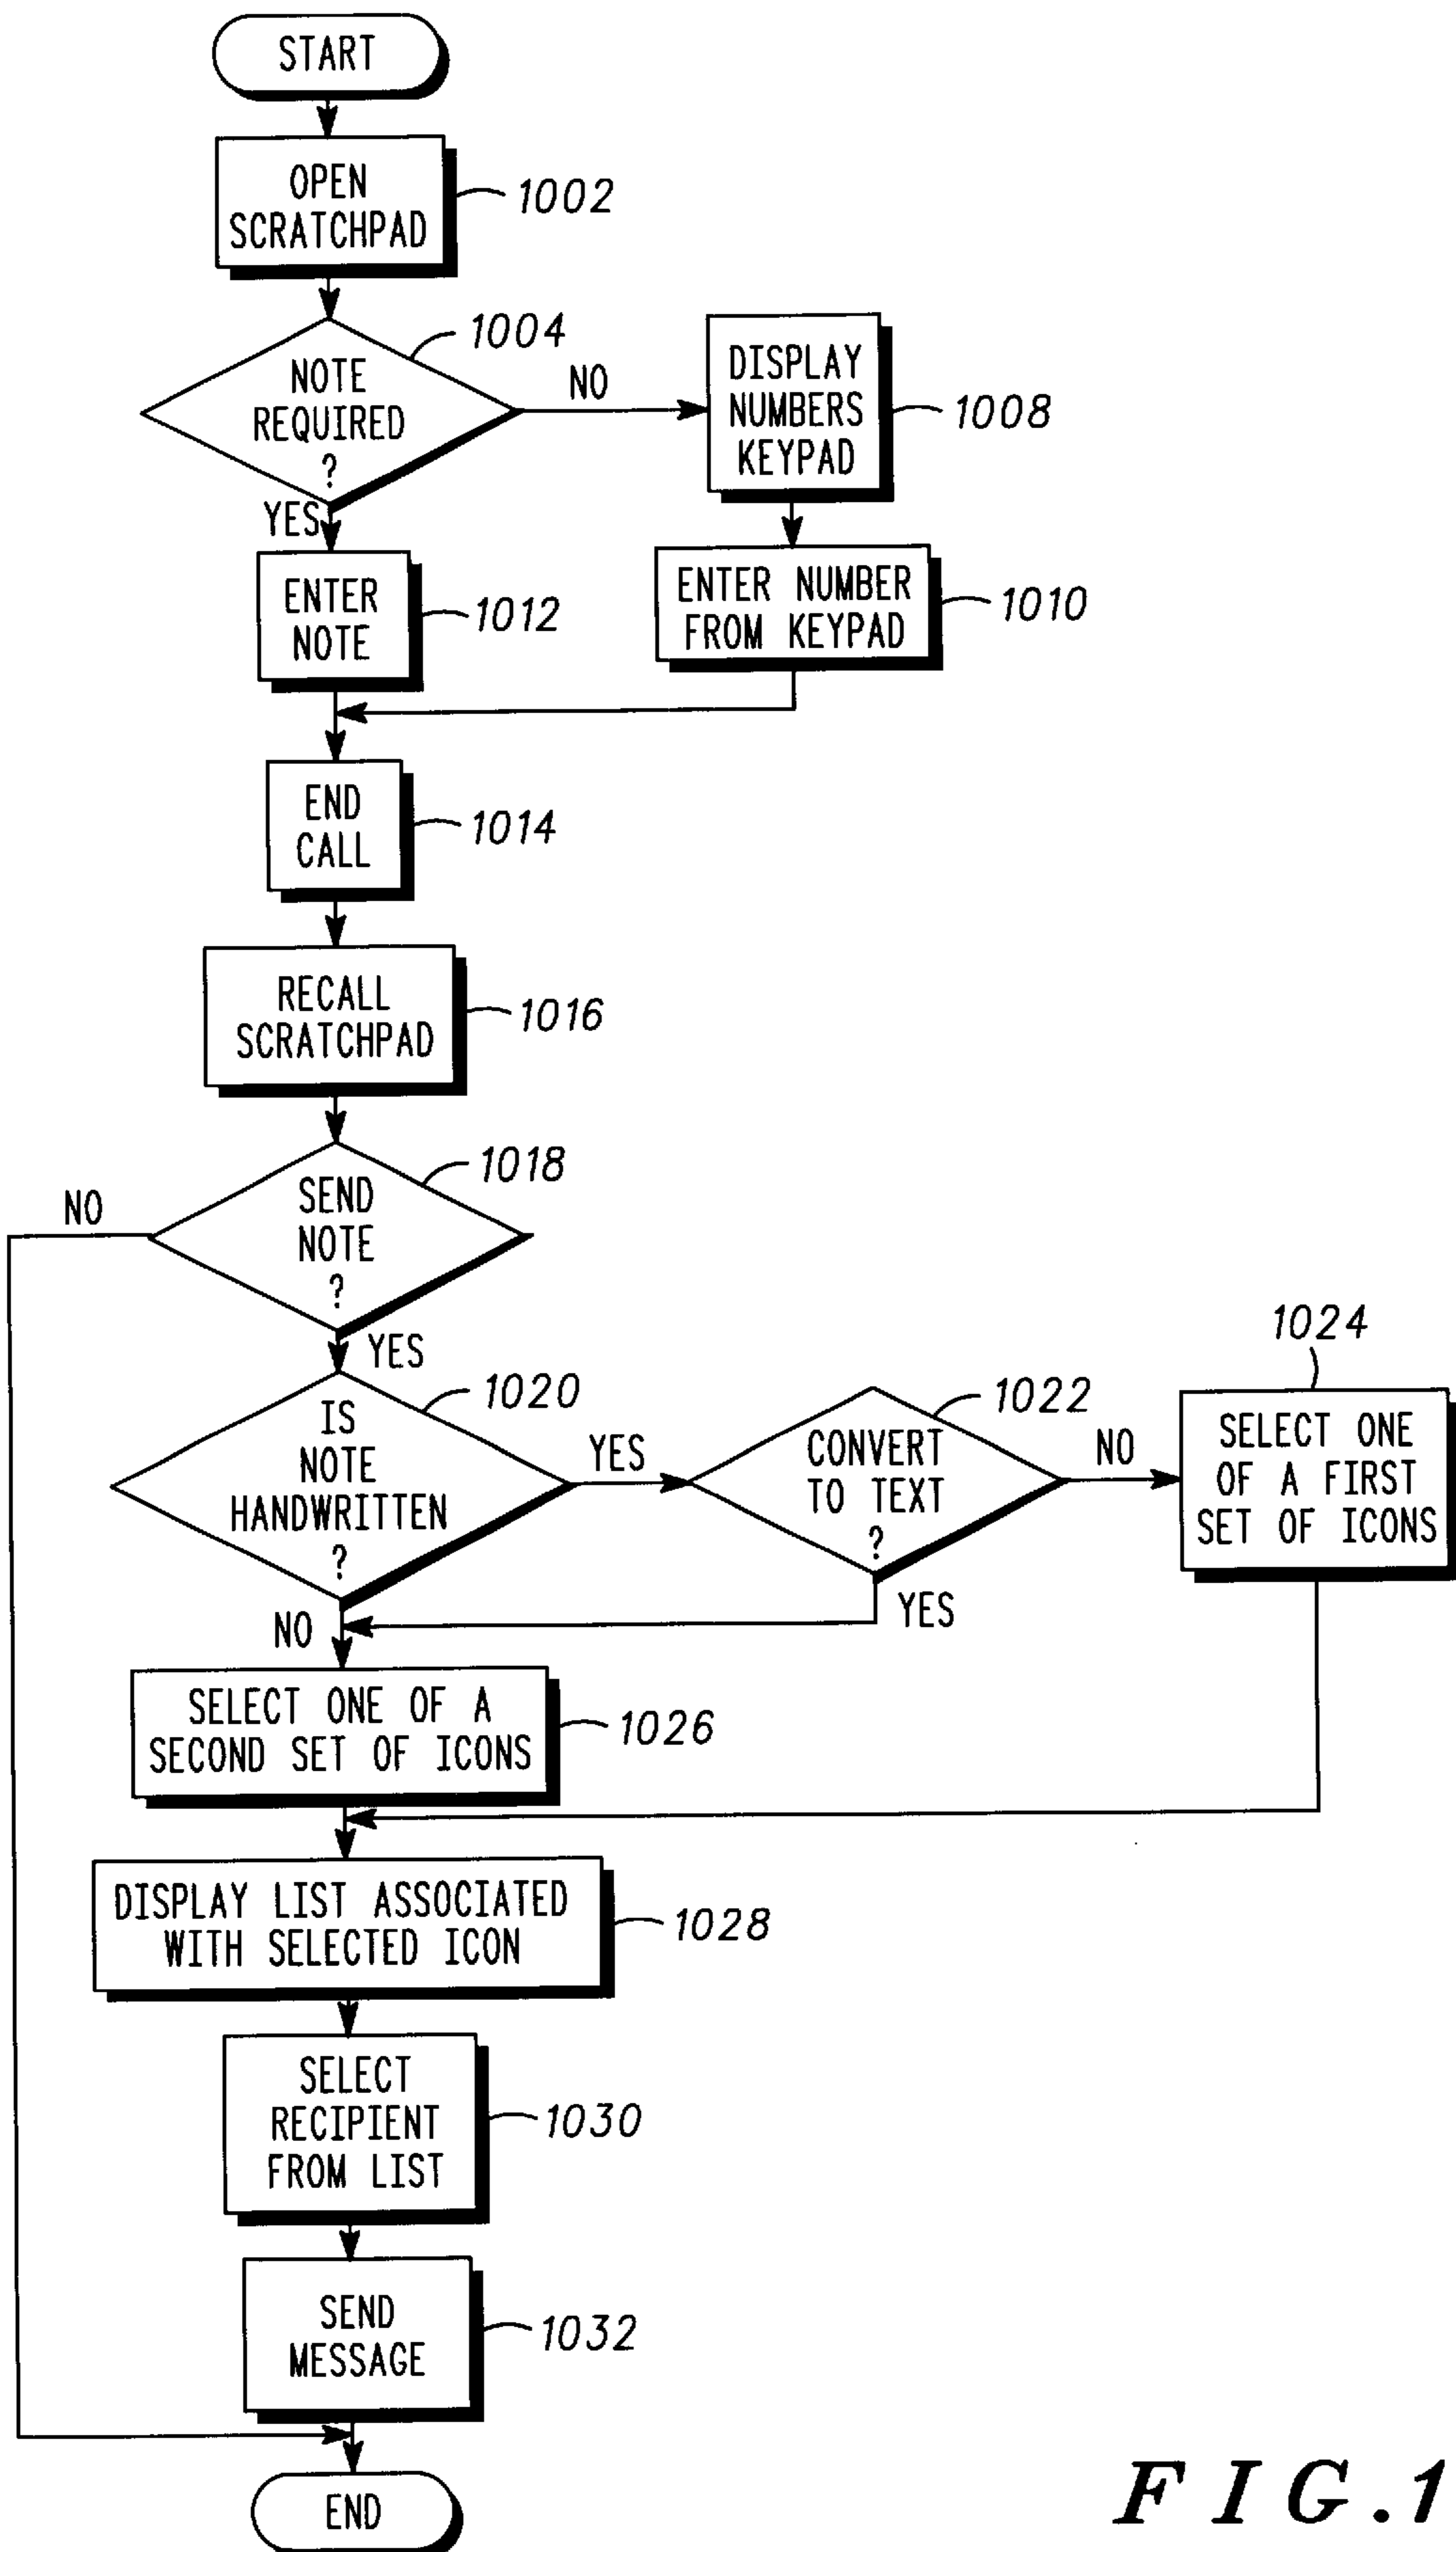 START
OPEN
SCRATCHPAD
1002
NOTE
REQUIRED
?
1004
NO
DISPLAY
NUMBERS
KEYPAD
1008
YES
ENTER
NOTE
1012
ENTER NUMBER
FROM KEYPAD
1010
END
CALL
1014
RECALL
SCRATCHPAD
1016
SEND
NOTE
?
1018
NO
YES
IS
NOTE
HANDWRITTEN
?
1020
YES
CONVERT
TO TEXT
?
1022
NO
1024
SELECT ONE
OF A FIRST
SET OF ICONS
YES
NO
SELECT ONE OF A
SECOND SET OF ICONS
1026
DISPLAY LIST ASSOCIATED
WITH SELECTED ICON
1028
SELECT
RECIPIENT
FROM LIST
1030
SEND
MESSAGE
1032
END
FIG.1